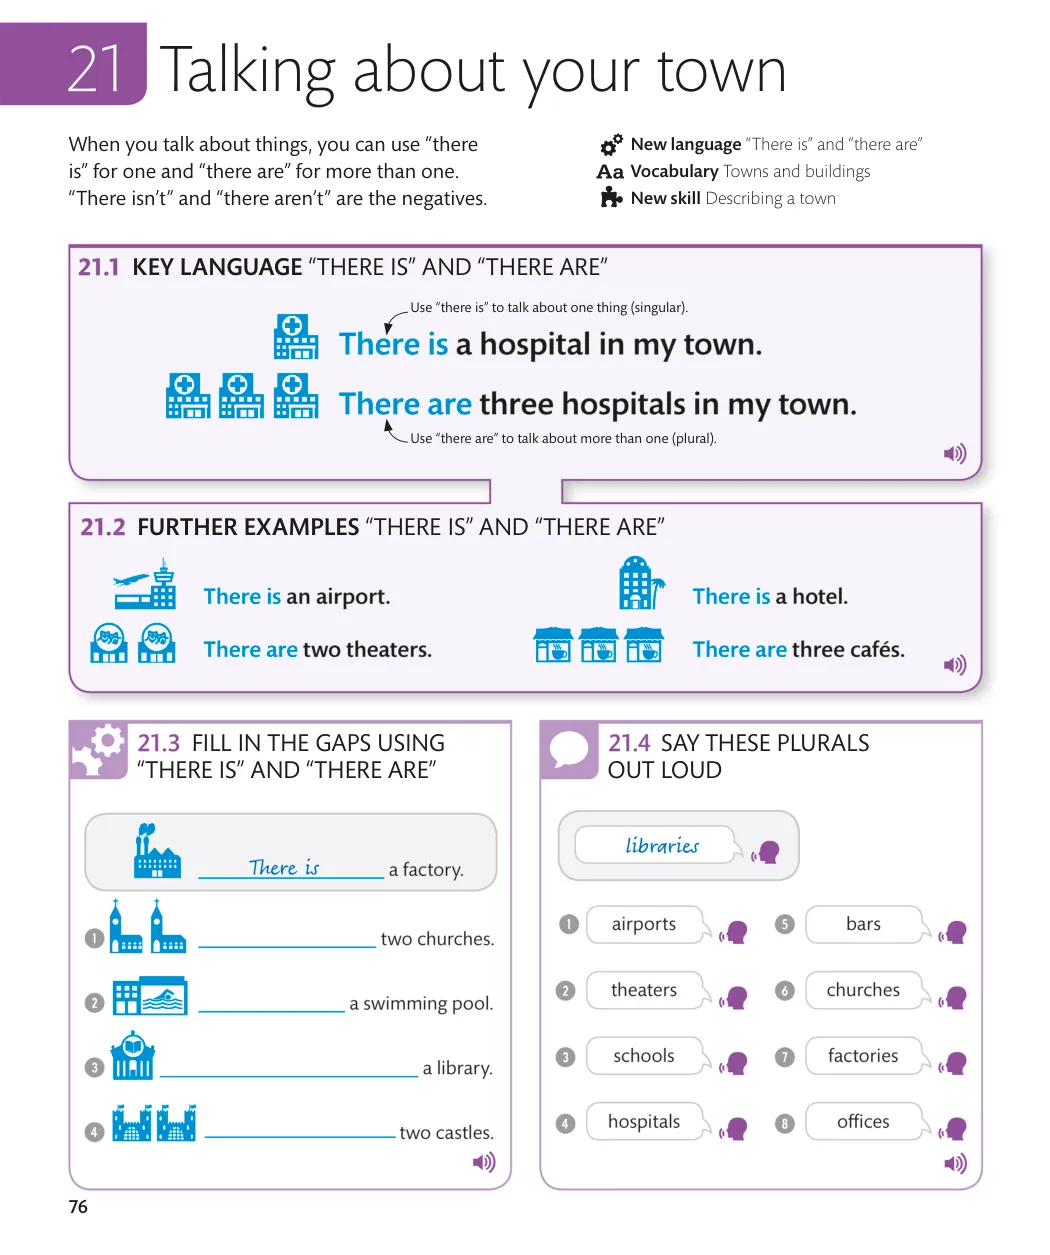 21 Talking about your town
When you talk about things, you can use “there
is” for one and “there are” for more than one.
“There isn’t” and “there aren’t” are the negatives.
New language “There is” and “there are”
Aa Vocabulary Towns and buildings
New skill Describing a town
21.1 KEY LANGUAGE “THERE IS” AND “THERE ARE”
Use “there is” to talk about one thing (singular).
There is a hospital in my town.
There are three hospitals in my town.
Use “there are” to talk about more than one (plural).
21.2 FURTHER EXAMPLES “THERE IS” AND “THERE ARE”
There is an airport.
There is a hotel.
There are two theaters.
There are three cafés.
21.3 FILL IN THE GAPS USING
“THERE IS” AND “THERE ARE”
There is a factory.
1 two churches.
2 a swimming pool.
3 a library.
4 two castles.
21.4 SAY THESE PLURALS
OUT LOUD
libraries
1 airports
2 theaters
3 schools
4 hospitals
5 bars
6 churches
7 factories
8 offices
76